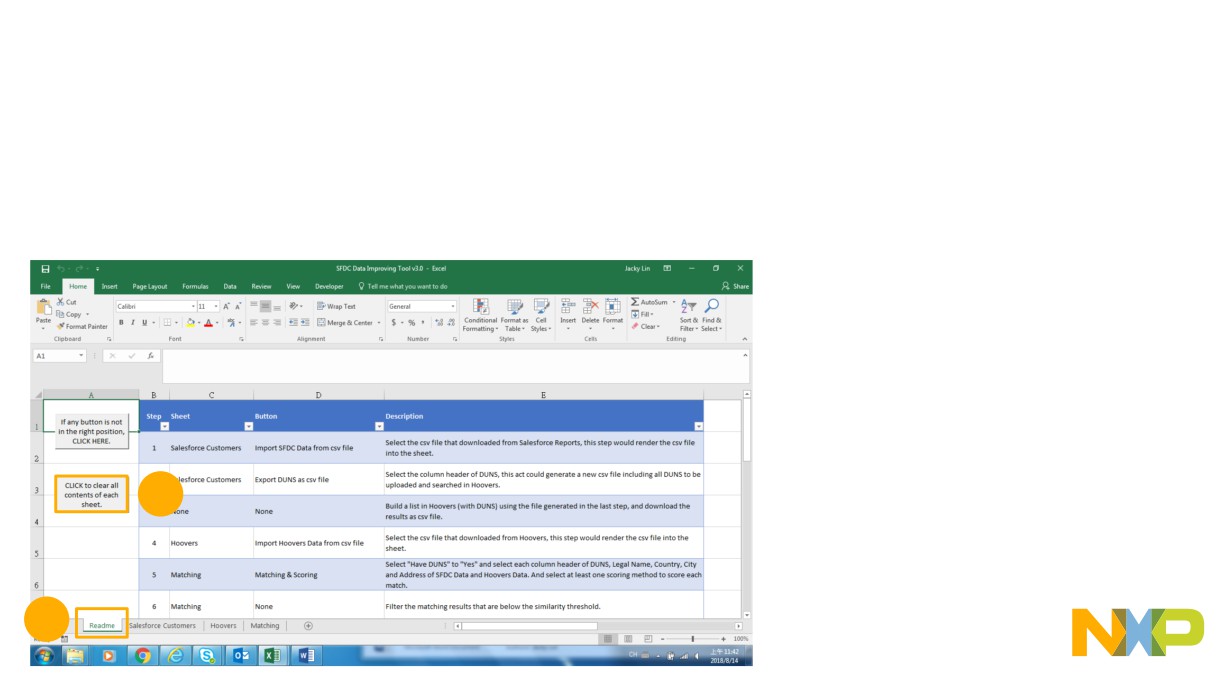 SFDC Data Improving Tool v3.0 - Excel
Jacky Lin
File Home Insert Page Layout Formulas Data Review View Developer Tell me what you want to do Share
Cut
Copy
Format Painter
Paste
Clipboard
Calibri 11
B I U
Font
Wrap Text
Merge & Center
Alignment
General
$ % ,
Number
Conditional Formatting
Format as Table
Cell Styles
Styles
Insert Delete Format
Cells
AutoSum
Fill
Clear
Sort & Filter
Find & Select
Editing
A1 fx
A B C D E
1 Step Sheet Button Description
If any button is not
in the right position,
CLICK HERE.
2 1 Salesforce Customers Import SFDC Data from csv file Select the csv file that downloaded from Salesforce Reports, this step would render the csv file
into the sheet.
CLICK to clear all
contents of each
sheet.
3 Salesforce Customers Export DUNS as csv file Select the column header of DUNS, this act could generate a new csv file including all DUNS to be
uploaded and searched in Hoovers.
4 None None Build a list in Hoovers (with DUNS) using the file generated in the last step, and download the
results as csv file.
5 4 Hoovers Import Hoovers Data from csv file Select the csv file that downloaded from Hoovers, this step would render the csv file into the
sheet.
6 5 Matching Matching & Scoring Select "Have DUNS" to "Yes" and select each column header of DUNS, Legal Name, Country, City
and Address of SFDC Data and Hoovers Data. And select at least one scoring method to score each
match.
6 Matching None Filter the matching results that are below the similarity threshold.
Readme Salesforce Customers Hoovers Matching
100%
CH
上午 11:42
2018/8/14
NXP